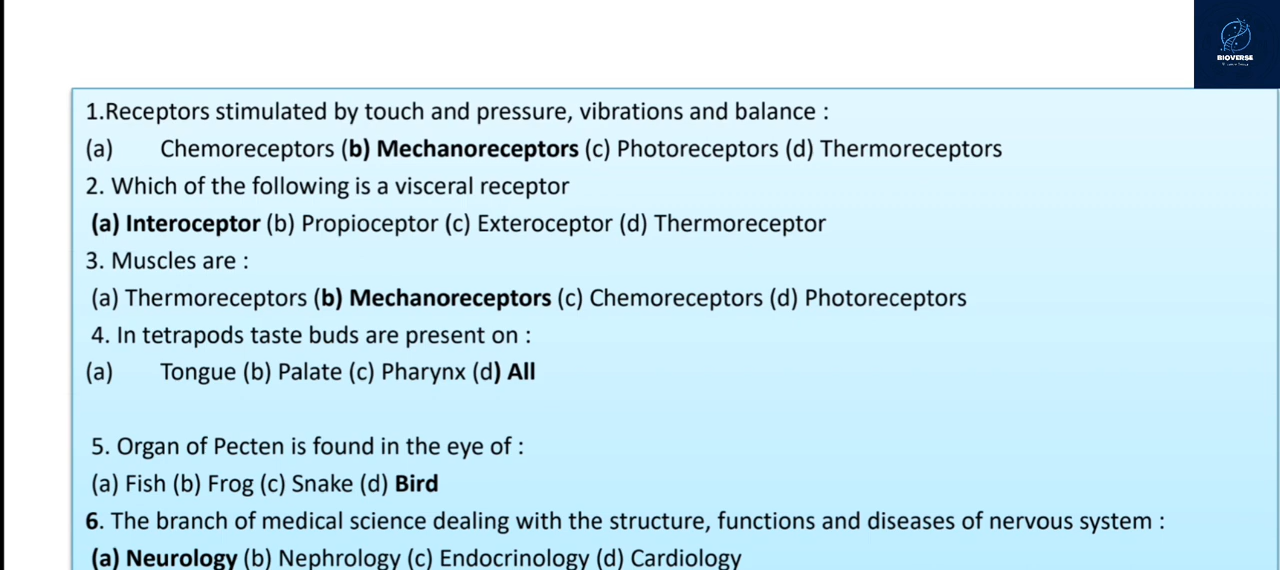 BIOVERSE
1.Receptors stimulated by touch and pressure, vibrations and balance :
(a) Chemoreceptors (b) Mechanoreceptors (c) Photoreceptors (d) Thermoreceptors
2. Which of the following is a visceral receptor
(a) Interoceptor (b) Propioceptor (c) Exteroceptor (d) Thermoreceptor
3. Muscles are :
(a) Thermoreceptors (b) Mechanoreceptors (c) Chemoreceptors (d) Photoreceptors
4. In tetrapods taste buds are present on :
(a) Tongue (b) Palate (c) Pharynx (d) All
5. Organ of Pecten is found in the eye of :
(a) Fish (b) Frog (c) Snake (d) Bird
6. The branch of medical science dealing with the structure, functions and diseases of nervous system :
(a) Neurology (b) Nephrology (c) Endocrinology (d) Cardiology